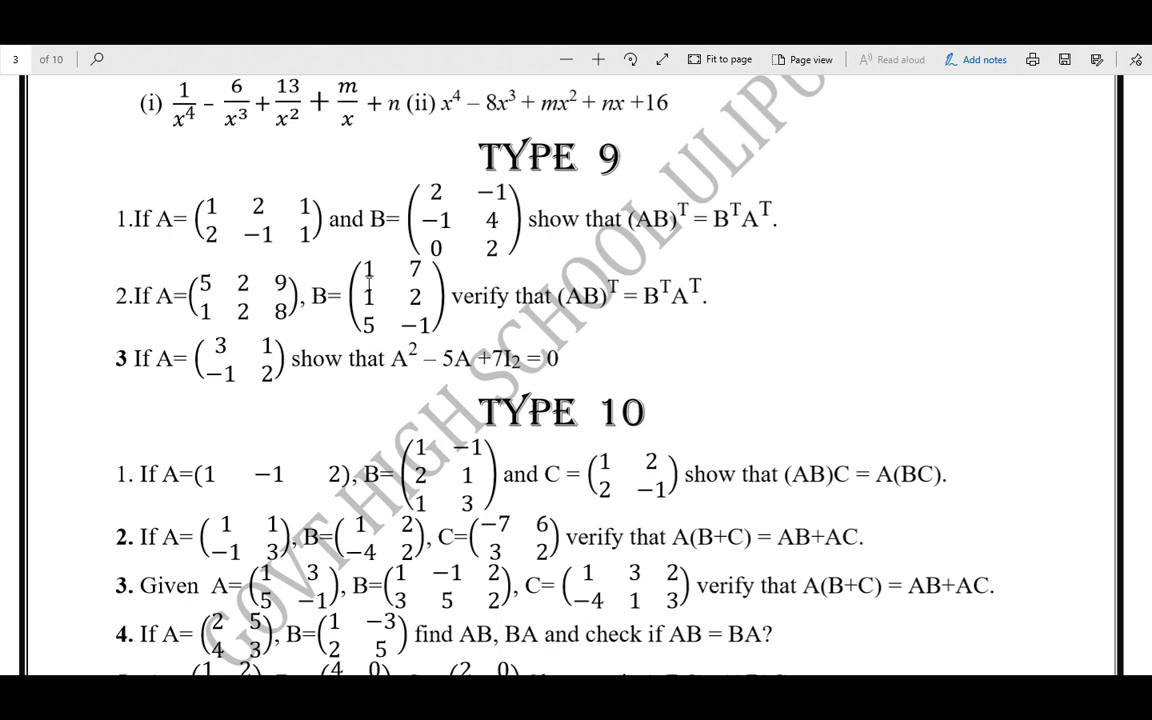 3 of 10 Fit to page Page view Read aloud Add notes
(i) 1/x⁴ – 6/x³ + 13/x² + m/x + n (ii) x⁴ – 8x³ + mx² + nx +16
TYPE 9
1.If A= (1 2 1; 2 −1 1) and B= (2 −1; −1 4; 0 2) show that (AB)ᵀ = BᵀAᵀ.
2.If A=(5 2 9; 1 2 8), B= (1 7; 1 2; 5 −1) verify that (AB)ᵀ = BᵀAᵀ.
3 If A= (3 1; −1 2) show that A² – 5A +7I₂ = 0
TYPE 10
1. If A=(1 −1 2), B= (1 −1; 2 1; 1 3) and C = (1 2; 2 −1) show that (AB)C = A(BC).
2. If A= (1 1; −1 3), B=(1 2; −4 2), C=(−7 6; 3 2) verify that A(B+C) = AB+AC.
3. Given A=(1 3; 5 −1), B=(1 −1 2; 3 5 2), C= (1 3 2; −4 1 3) verify that A(B+C) = AB+AC.
4. If A= (2 5; 4 3), B=(1 −3; 2 5) find AB, BA and check if AB = BA?
GOVT HIGH SCHOOL ULIPU